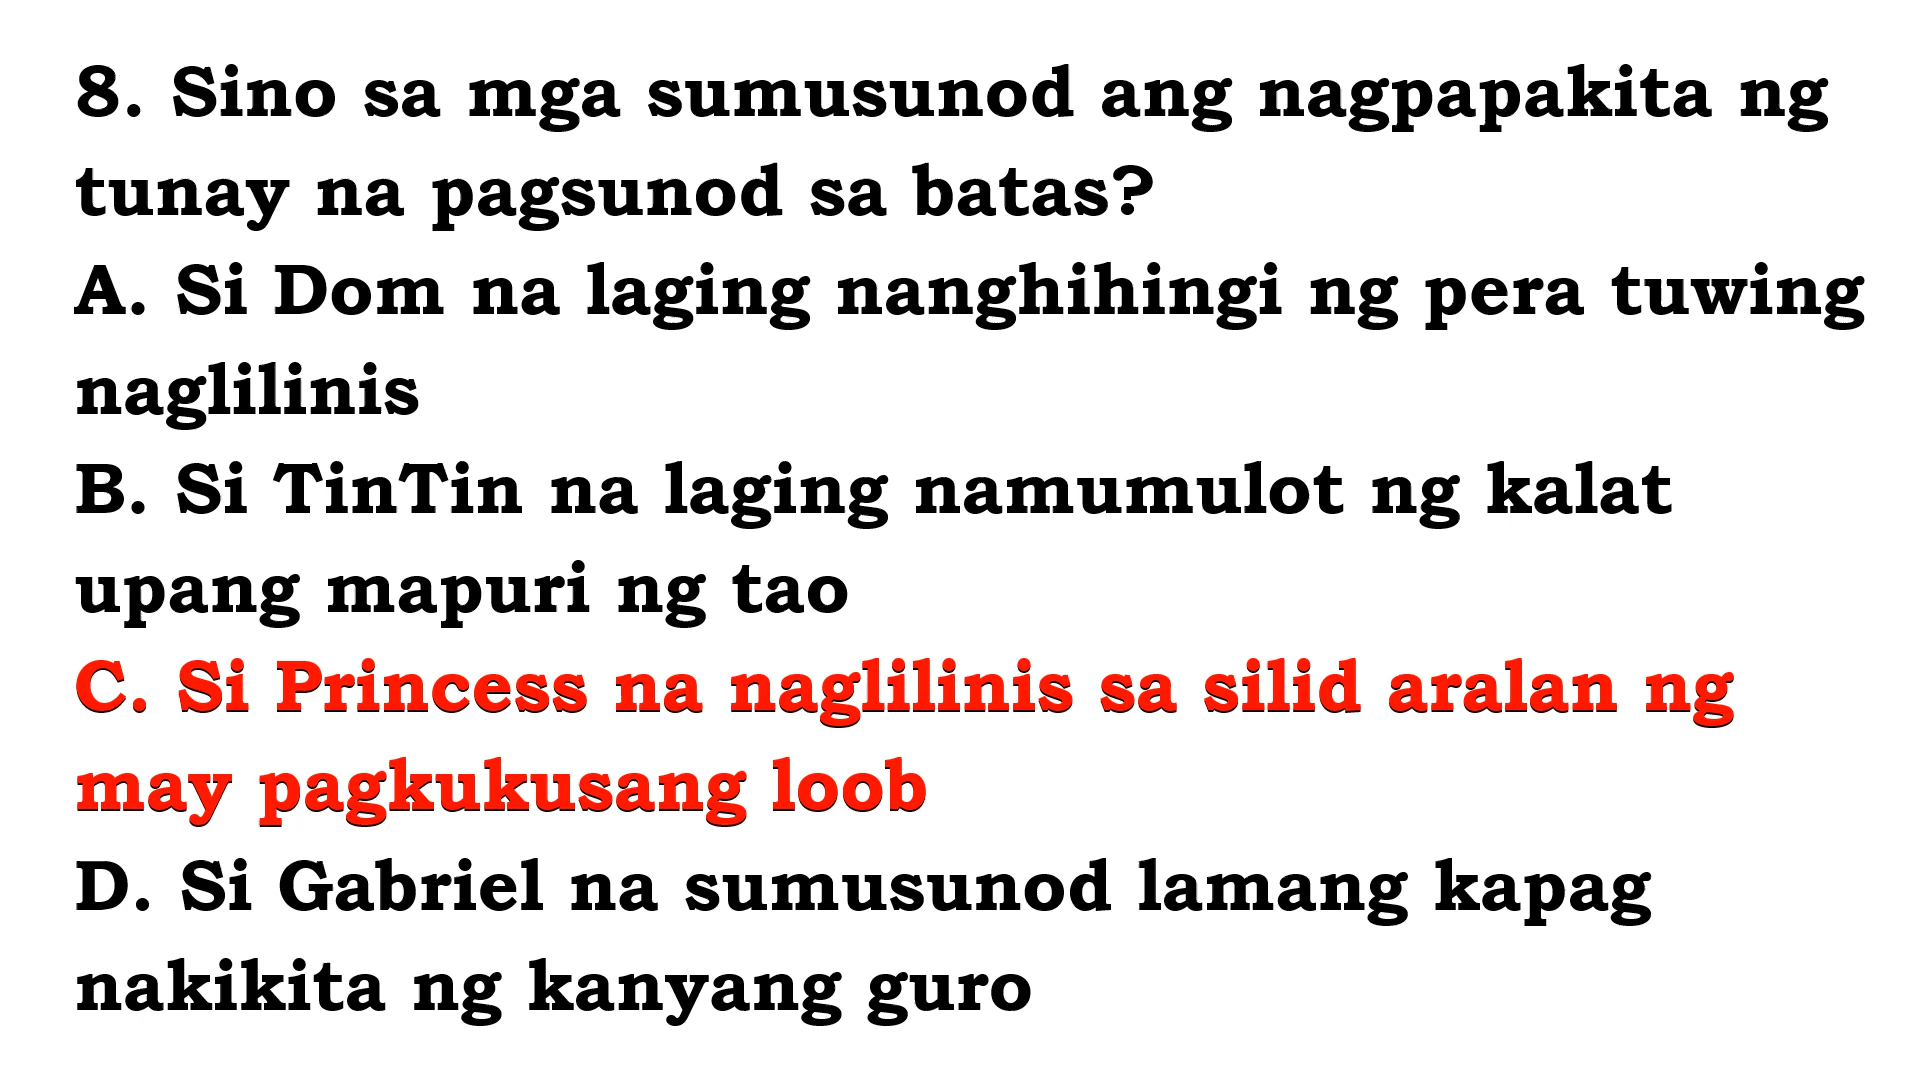 8. Sino sa mga sumusunod ang nagpapakita ng
tunay na pagsunod sa batas?
A. Si Dom na laging nanghihingi ng pera tuwing
naglilinis
B. Si TinTin na laging namumulot ng kalat
upang mapuri ng tao
C. Si Princess na naglilinis sa silid aralan ng
may pagkukusang loob
D. Si Gabriel na sumusunod lamang kapag
nakikita ng kanyang guro